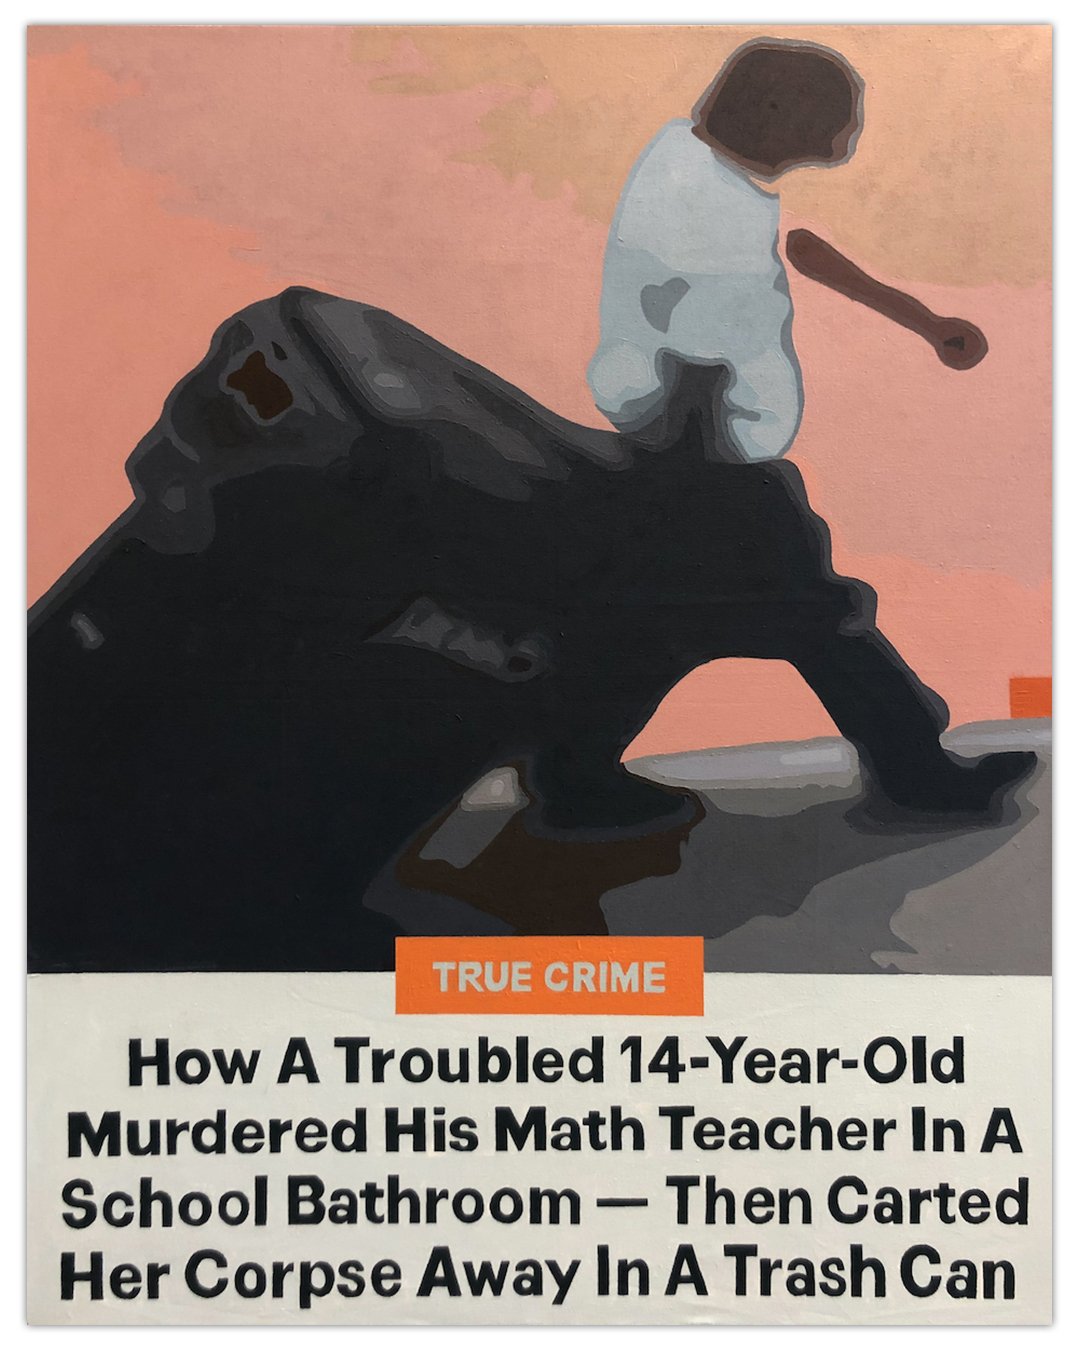 TRUE CRIME
How A Troubled 14-Year-Old
Murdered His Math Teacher In A
School Bathroom — Then Carted
Her Corpse Away In A Trash Can